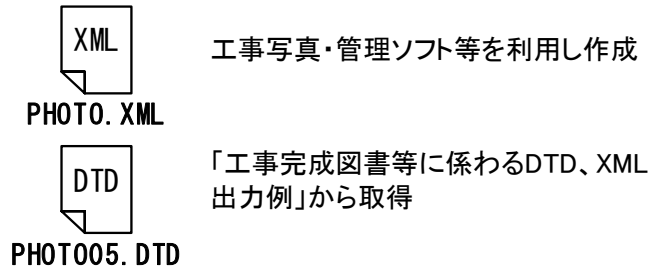 XML
工事写真・管理ソフト等を利用し作成
PHOTO. XML
DTD
「工事完成図書等に係わるDTD、XML
出力例」から取得
PHOTO05. DTD